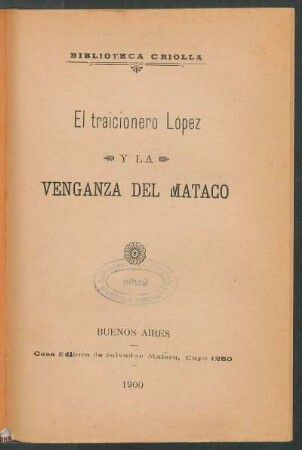 BIBLIOTECA CRIOLLA
El traicionero López
Y LA
VENGANZA DEL MATACO
BUENOS AIRES
Casa Editora de Salvador Matera, Cuyo 1250
1900